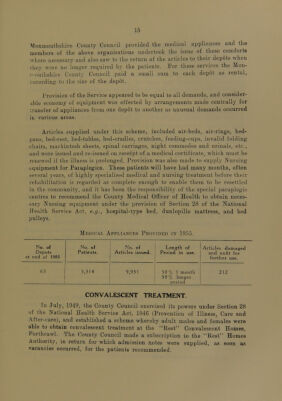 15
Monmouthshire County Council provided the medical appliances and the
members of the above organisations undertook the issue of these comforts
where necessary and also saw to the return of the articles to their depôts when
they were no longer required by the patients. For these services the Mon-
mouthshire County Council paid a small sum to each depôt as rental,
according to the size of the depôt.
Provision of the Service appeared to be equal to all demands, and consider-
able economy of equipment was effected by arrangements made centrally for
transfer of appliances from one depôt to another as unusual demands occurred
in various areas.
Articles supplied under this scheme, included air-beds, air-rings, bed-
pans, bed-rest, bed-tables, bed-cradles, crutches, feeding-cups, invalid folding
chairs, mackintosh sheets, spinal carriages, night commodes and urinals, etc.,
and were issued and re-issued on receipt of a medical certificate, which must be
renewed if the illness is prolonged. Provision was also made to supply Nursing
equipment for Paraplegics. These patients will have had many months, often
several years, of highly specialised medical and nursing treatment before their
rehabilitation is regarded as complete enough to enable them to be resettled
in the community, and it has been the responsibility of the special paraplegic
centres to recommend the County Medical Officer of Health to obtain neces-
sary Nursing equipment under the provision of Section 28 of the National
Health Service Act, e.g., hospital-type bed, dunlopillo mattress, and bed
pulleys.
Medical Appliances Provided in 1955.
No. of Depots at end of 1955
No. of Patients.
No. of Articles issued.
Length of Period in use.
Articles damaged and unfit for further use.
63
5,314
9,951
50% 1 month
50% longer period
212
CONVALESCENT TREATMENT.
In July, 1949, the County Council exercised its powers under Section 28
of the National Health Service Act, 1946 (Prevention of Illness, Care and
After-care), and established a scheme whereby adult males and females were
able to obtain convalescent treatment at the "Rest" Convalescent Homes,
Porthcawl. The County Council made a subscription to the "Rest" Homes
Authority, in return for which admission notes were supplied, as soon as
vacancies occurred, for the patients recommended.